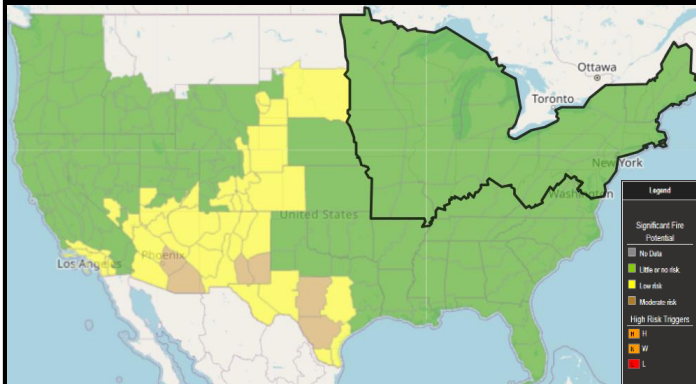 Ottawa
Toronto
New York
Washington
United States
Phoenix
Los Angeles
Legend
Significant Fire
Potential
No Data
Little or no risk.
Low risk
Moderate risk
High Risk Triggers
H
W
L